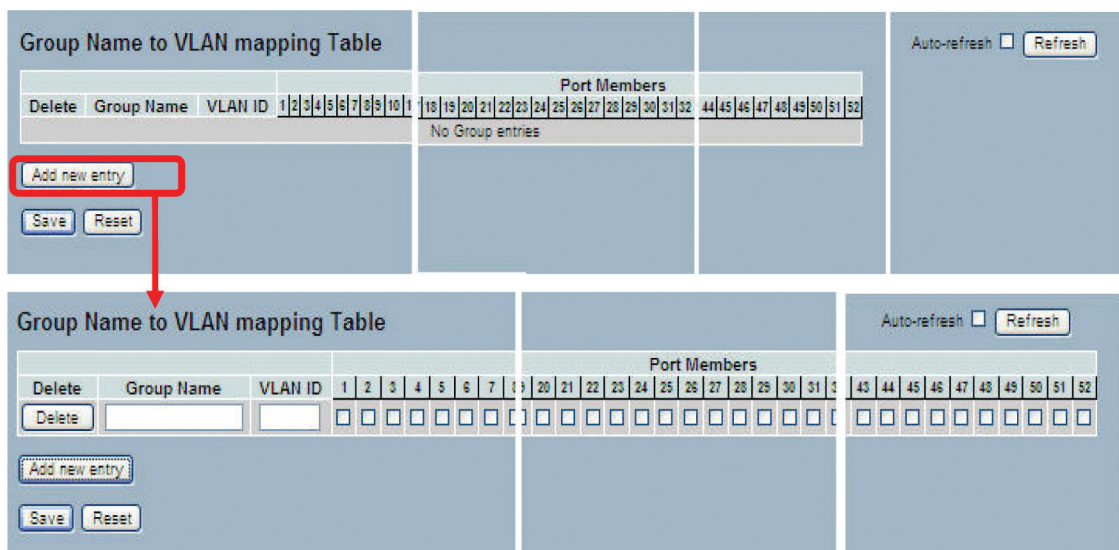 Group Name to VLAN mapping Table
Auto-refresh Refresh
Port Members
Delete Group Name VLAN ID 1 2 3 4 5 6 7 8 9 10 18 19 20 21 22 23 24 25 26 27 28 29 30 31 32 44 45 46 47 48 49 50 51 52
No Group entries
Add new entry
Save Reset
Group Name to VLAN mapping Table
Auto-refresh Refresh
Port Members
Delete Group Name VLAN ID 1 2 3 4 5 6 7 20 21 22 23 24 25 26 27 28 29 30 31 43 44 45 46 47 48 49 50 51 52
Delete
Add new entry
Save Reset